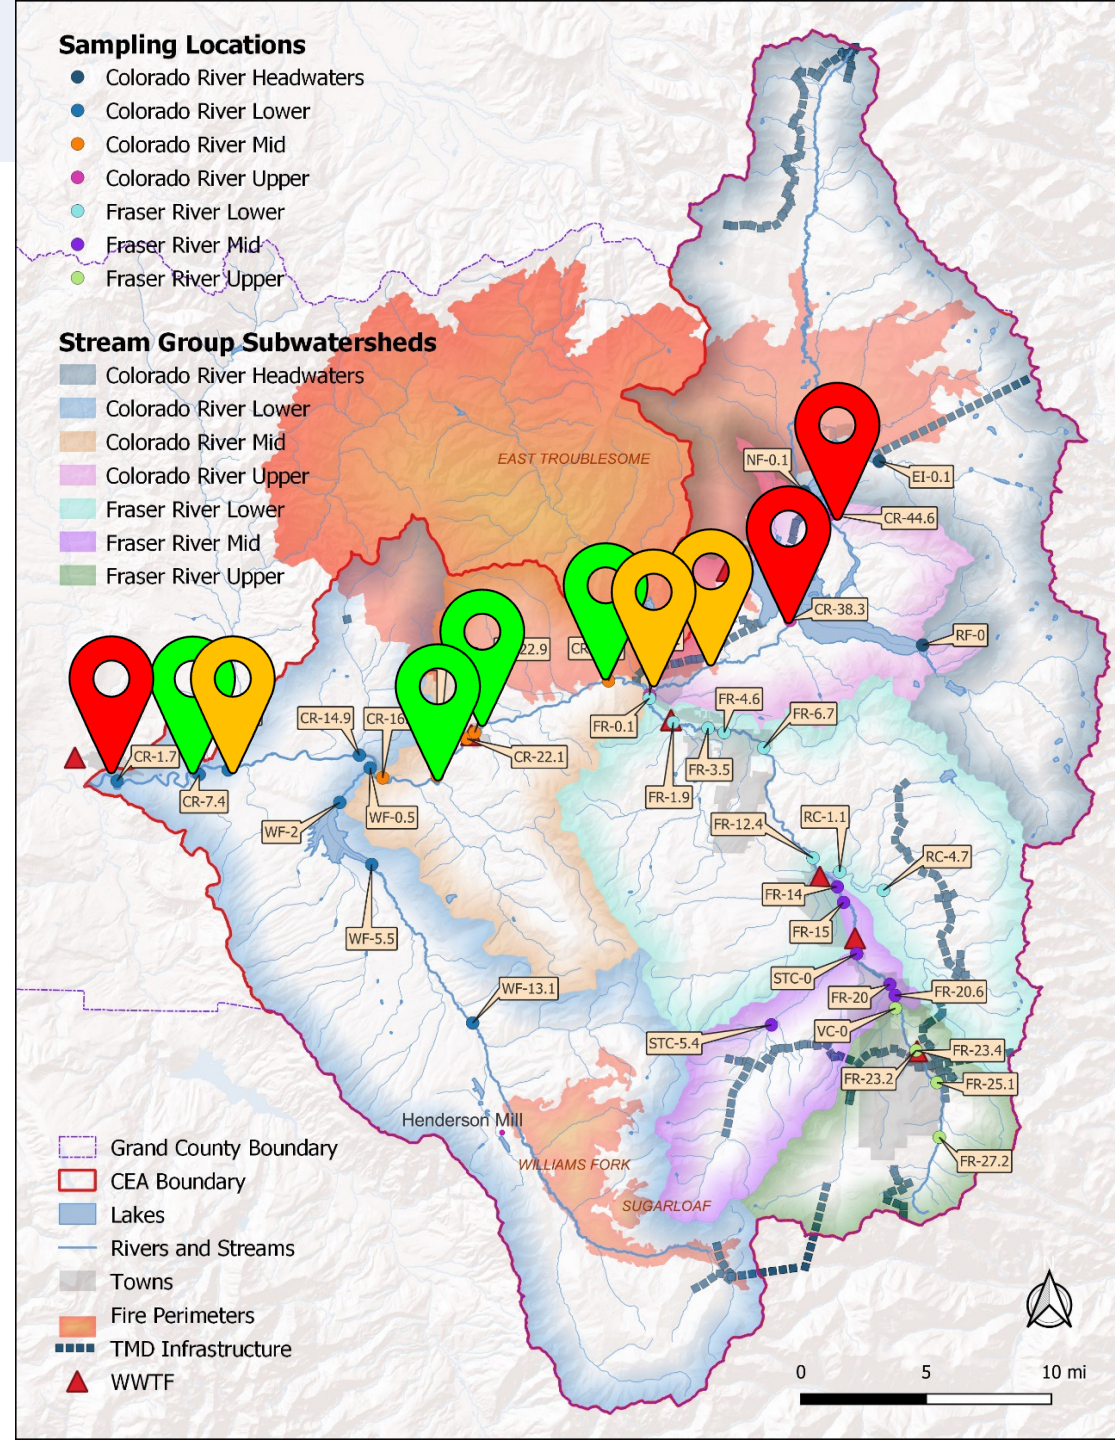 Sampling Locations
Colorado River Headwaters
Colorado River Lower
Colorado River Mid
Colorado River Upper
Fraser River Lower
Fraser River Mid
Fraser River Upper
Stream Group Subwatersheds
Colorado River Headwaters
Colorado River Lower
Colorado River Mid
Colorado River Upper
Fraser River Lower
Fraser River Mid
Fraser River Upper
EAST TROUBLESOME
NF-0.1
EI-0.1
CR-44.6
CR-38.3
RF-0
22.9
FR-4.6
FR-0.1
FR-6.7
CR-14.9
CR-16
CR-1.7
CR-22.1
FR-3.5
CR-7.4
FR-1.9
WF-2
WF-0.5
FR-12.4
RC-1.1
RC-4.7
FR-14
WF-5.5
FR-15
STC-0
WF-13.1
FR-20
FR-20.6
VC-0
STC-5.4
FR-23.4
FR-23.2
FR-25.1
Henderson Mill
WILLIAMS FORK
FR-27.2
SUGARLOAF
Grand County Boundary
CEA Boundary
Lakes
Rivers and Streams
Towns
Fire Perimeters
TMD Infrastructure
WWTF
0 5 10 mi